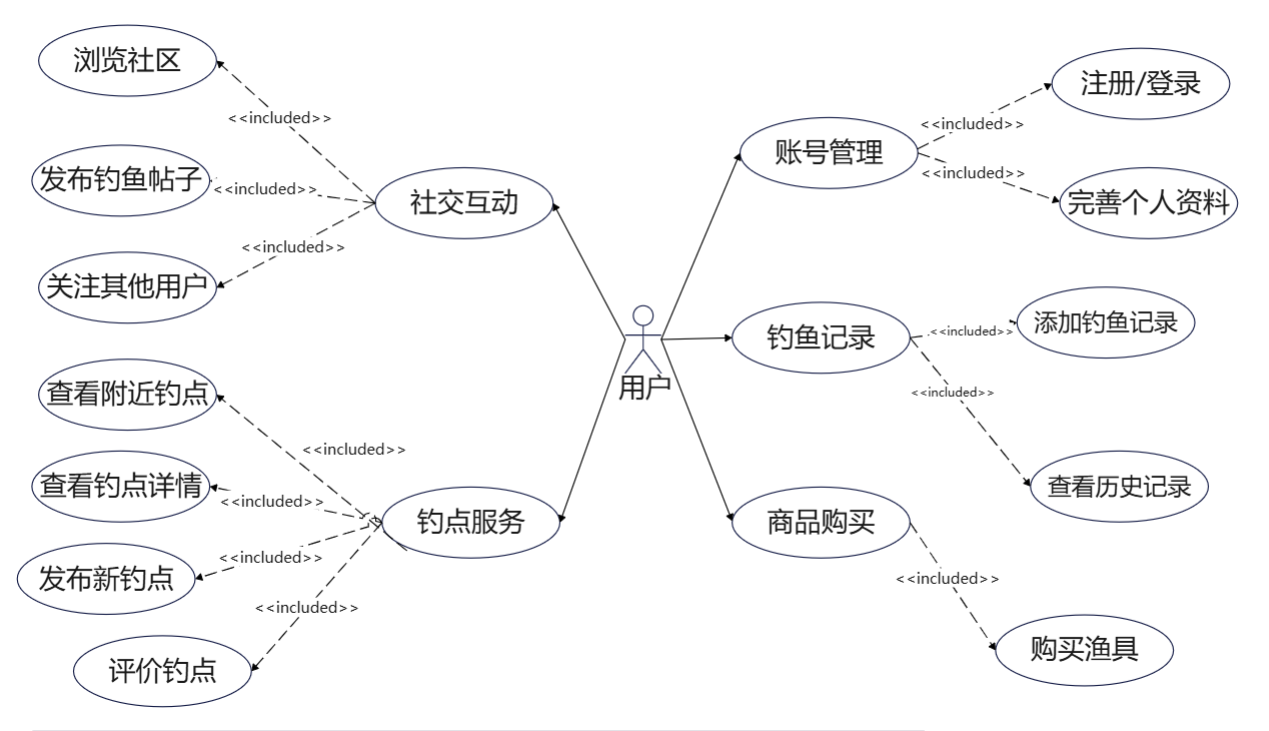 浏览社区
<<included>>
发布钓鱼帖子
<<included>>
社交互动
<<included>>
关注其他用户
注册/登录
<<included>>
账号管理
<<included>>
完善个人资料
添加钓鱼记录
<<included>>
钓鱼记录
<<included>>
查看历史记录
用户
查看附近钓点
<<included>>
查看钓点详情
<<included>>
钓点服务
<<included>>
发布新钓点
<<included>>
评价钓点
商品购买
<<included>>
购买渔具